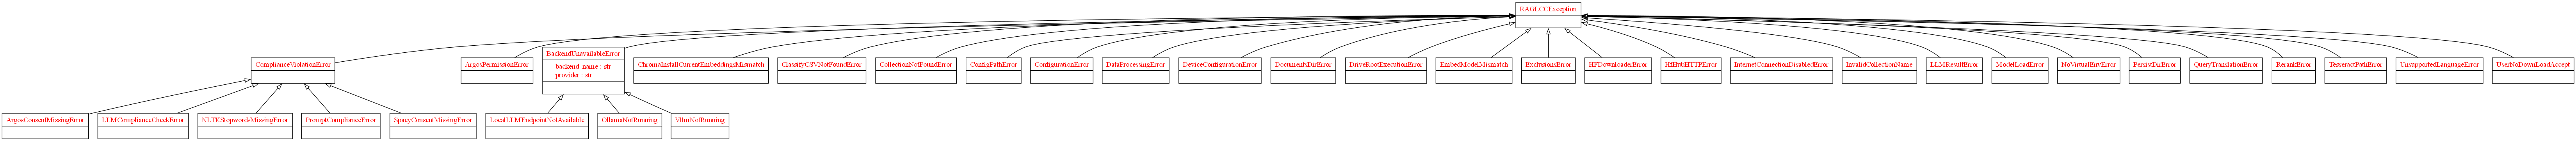 RAGLCCException
ComplianceViolationError
ArgosPermissionError
BackendUnavailableError
backend_name : str
provider : str
ChromaInstallCurrentEmbeddingsMismatch
ClassifyCSVNotFoundError
CollectionNotFoundError
ConfigPathError
ConfigurationError
DataProcessingError
DeviceConfigurationError
DocumentsDirError
DriveRootExecutionError
EmbedModelMismatch
ExclusionsError
HFDownloaderError
HfHubHTTPError
InternetConnectionDisabledError
InvalidCollectionName
LLMResultError
ModelLoadError
NoVirtualEnvError
PersistDirError
QueryTranslationError
RerankError
TesseractPathError
UnsupportedLanguageError
UserNoDownLoadAccept
ArgosConsentMissingError
LLMComplianceCheckError
NLTKStopwordsMissingError
PromptComplianceError
SpacyConsentMissingError
LocalLLMEndpointNotAvailable
OllamaNotRunning
VllmNotRunning